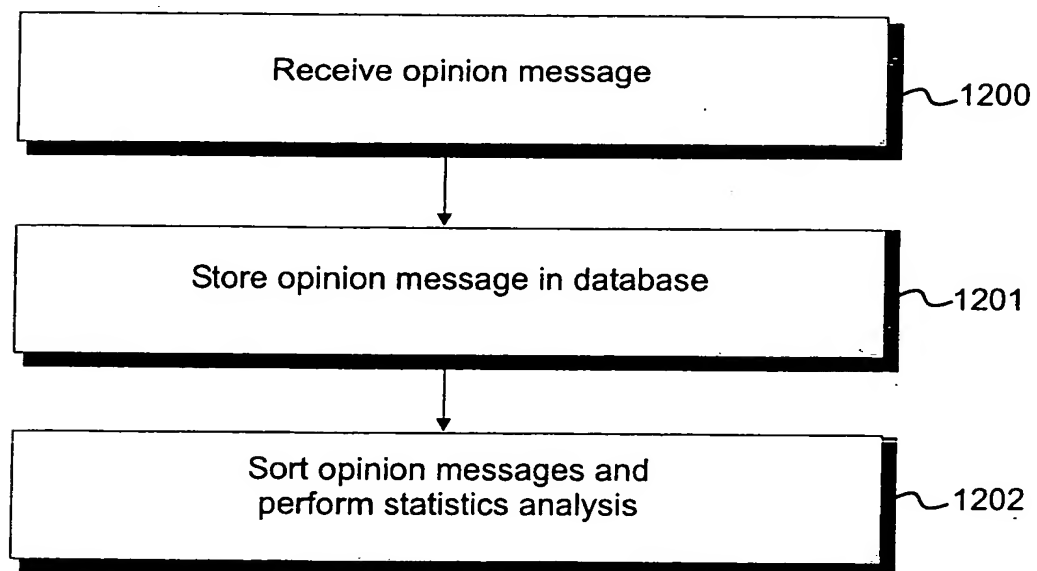 Receive opinion message
1200
Store opinion message in database
1201
Sort opinion messages and
perform statistics analysis
1202